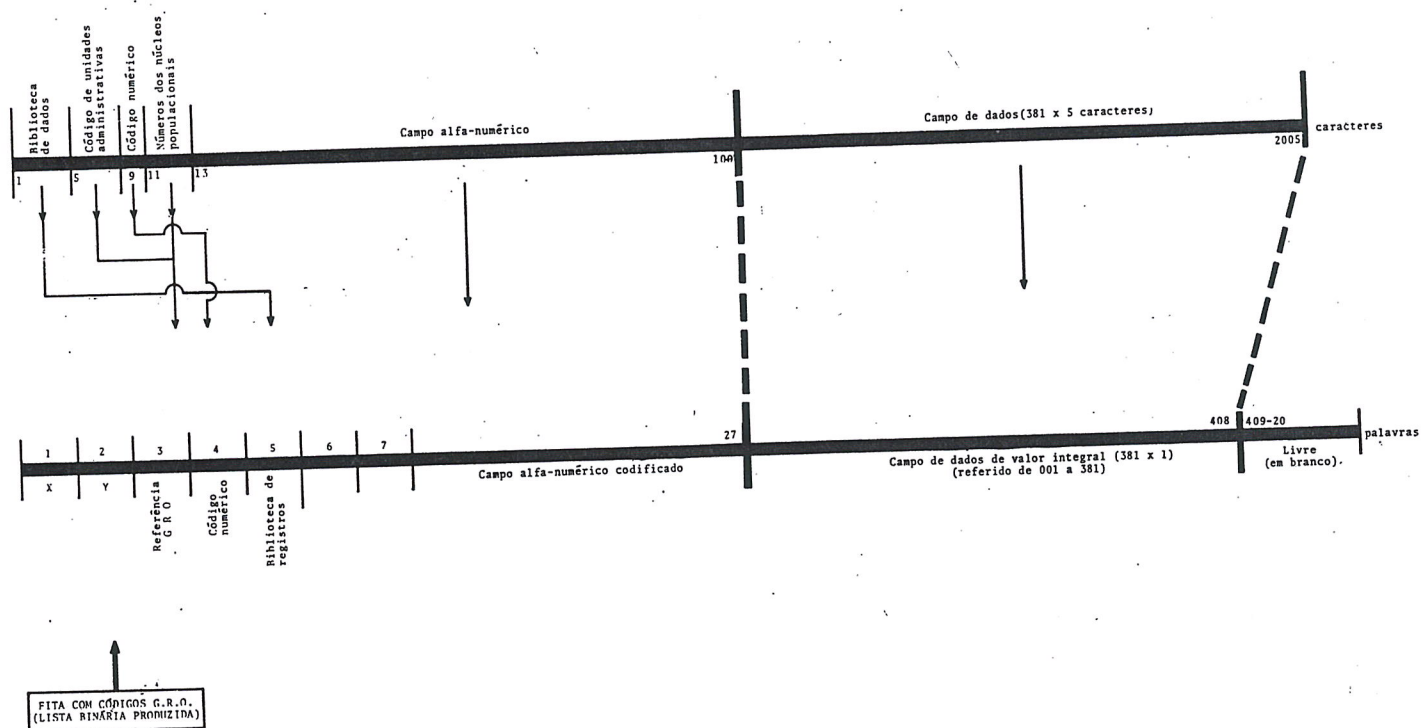 Biblioteca
de dados
Código de unidades
administrativas
Código numérico
Números dos núcleos
populacionais
Campo alfa-numérico
Campo de dados(381 x 5 caracteres)
caracteres
1
5
9
11
13
100
2005
1
2
3
4
5
6
7
27
408
409-20
palavras
X
Y
Referência
G R O
Código
numérico
Biblioteca de
registros
Campo alfa-numérico codificado
Campo de dados de valor integral (381 x 1)
(referido de 001 a 381)
Livre
(em branco).
FITA COM CÓDIGOS G.R.O.
(LISTA BINÁRIA PRODUZIDA)